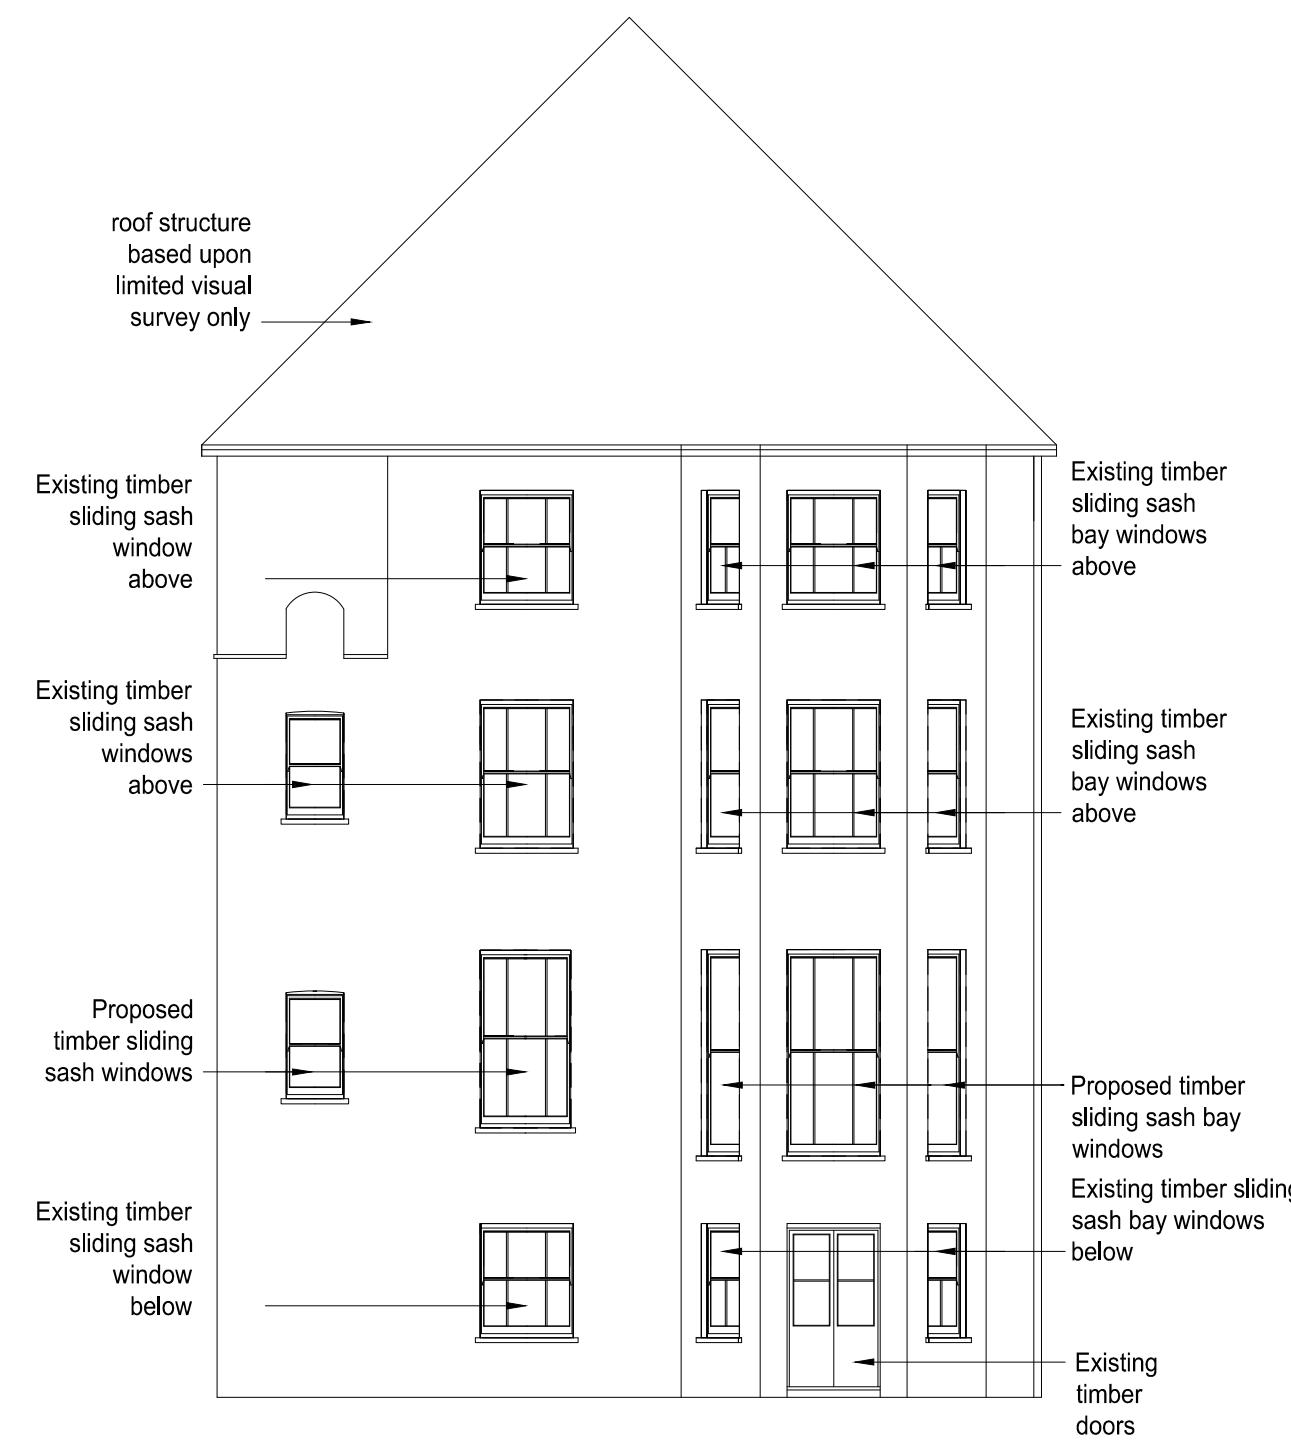 roof structure
based upon
limited visual
survey only
Existing timber
sliding sash
window
above
Existing timber
sliding sash
bay windows
above
Existing timber
sliding sash
windows
above
Existing timber
sliding sash
bay windows
above
Proposed
timber sliding
sash windows
Proposed timber
sliding sash bay
windows
Existing timber sliding
sash bay windows
below
Existing timber
sliding sash
window
below
Existing
timber
doors